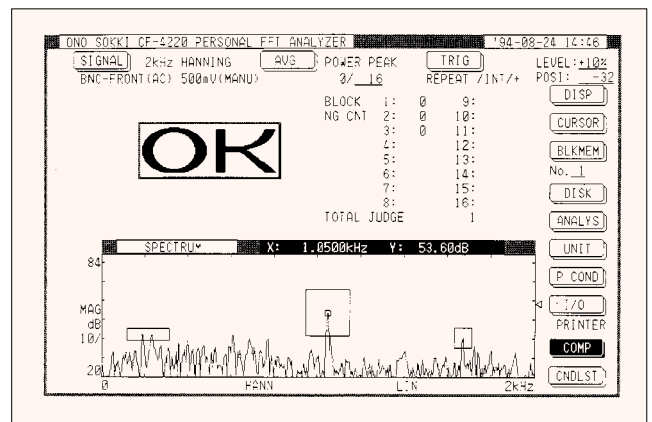 ONO SOKKI CF-4220 PERSONAL FFT ANALYZER '94-08-24 14:46
SIGNAL 2kHz HANNING AVG POWER PEAK TRIG LEVEL:+10%
BNC-FRONT(AC) 500mV(MANU) 0/ 16 REPEAT /INT/+ POSI: -32
DISP
BLOCK 1: 0 9:
NG CNT 2: 0 10:
CURSOR
3: 0 11:
4: 12:
OK
BLKMEM
5: 13:
6: 14:
No. 1
7: 15:
DISK
8: 16:
TOTAL JUDGE 1
ANALYS
SPECTRUM X: 1.0500kHz Y: 53.60dB
UNIT
84
P COND
MAG
I/O
dB
PRINTER
10/
COMP
20
CNDLST
0 HANN LIN 2kHz